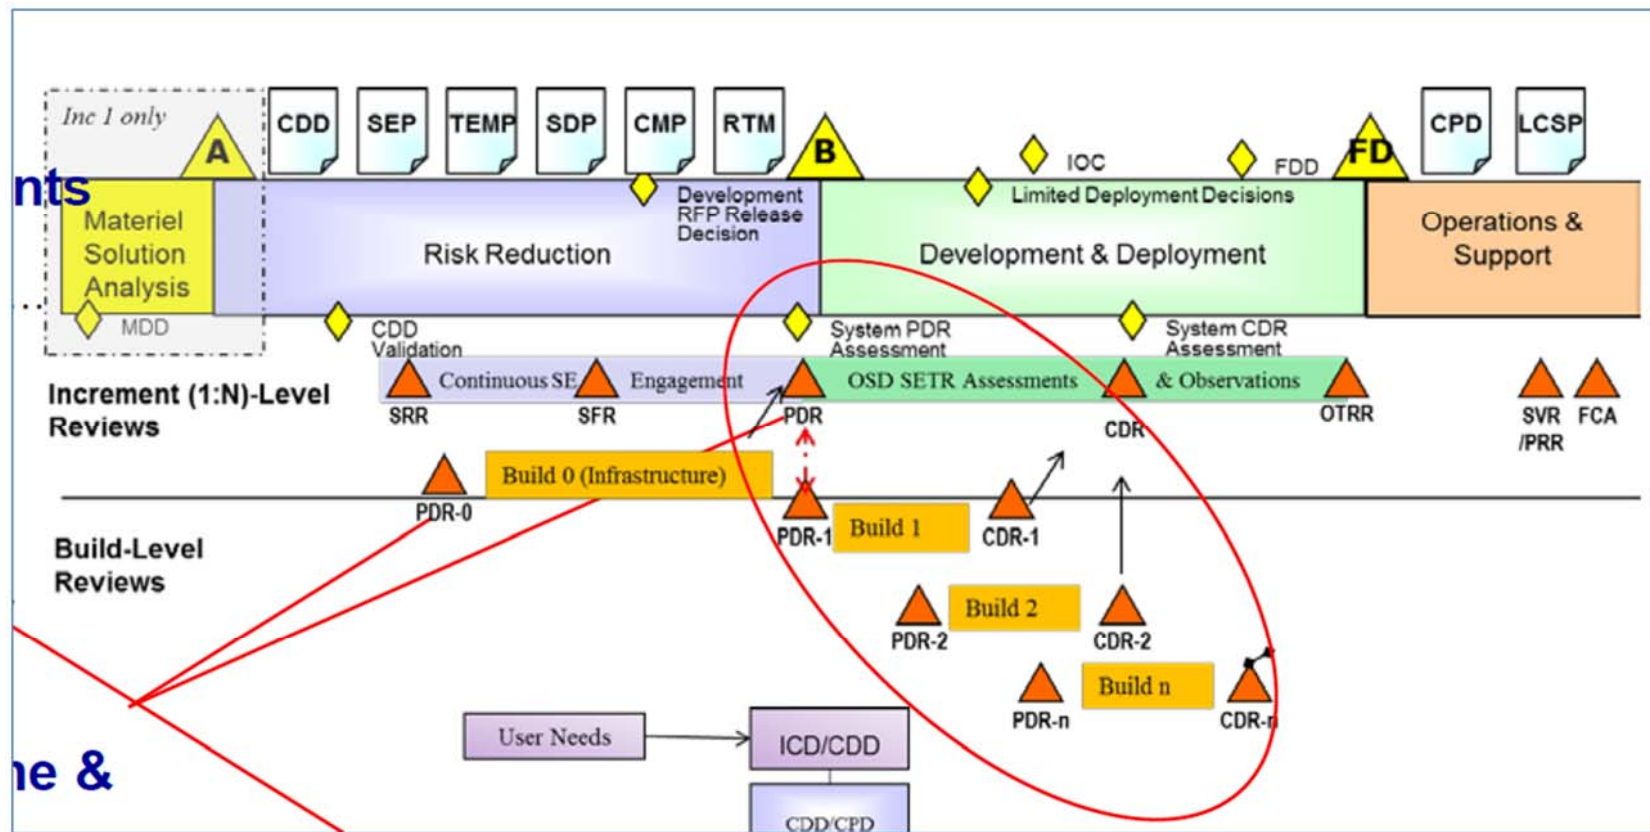 Inc 1 only
A
CDD
SEP
TEMP
SDP
CMP
RTM
B
IOC
FDD
FD
CPD
LCSP
nts
Materiel
Solution
Analysis
MDD
Risk Reduction
Development
RFP Release
Decision
Limited Deployment Decisions
Development & Deployment
Operations &
Support
CDD
Validation
System PDR
Assessment
System CDR
Assessment
Increment (1:N)-Level
Reviews
Continuous SE
Engagement
OSD SETR Assessments
& Observations
SRR
SFR
PDR
CDR
OTRR
SVR
/PRR
FCA
Build 0 (Infrastructure)
PDR-0
Build-Level
Reviews
PDR-1
Build 1
CDR-1
PDR-2
Build 2
CDR-2
PDR-n
Build n
CDR-n
User Needs
ICD/CDD
CDD/CPD
ne &